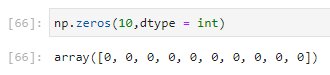 [66]: np.zeros(10,dtype = int)
[66]: array([0, 0, 0, 0, 0, 0, 0, 0, 0, 0])